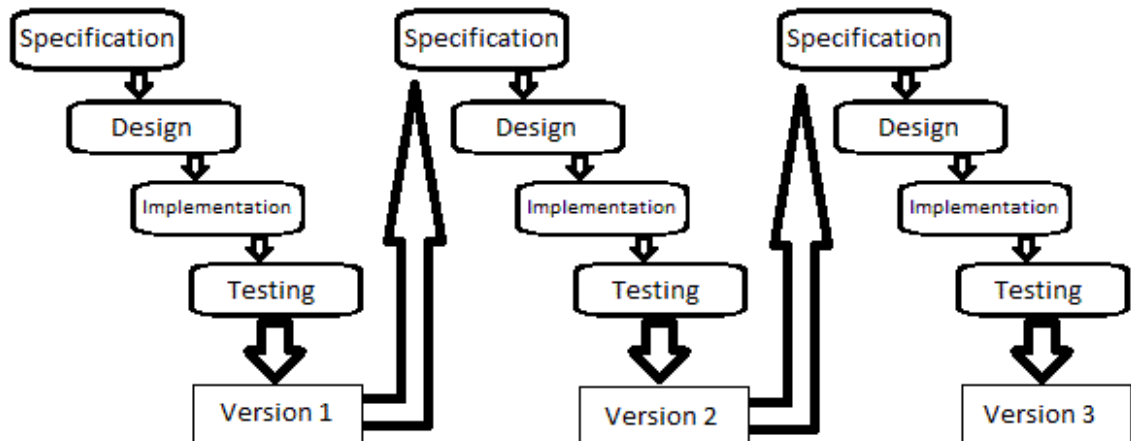 Specification
Design
Implementation
Testing
Version 1
Specification
Design
Implementation
Testing
Version 2
Specification
Design
Implementation
Testing
Version 3